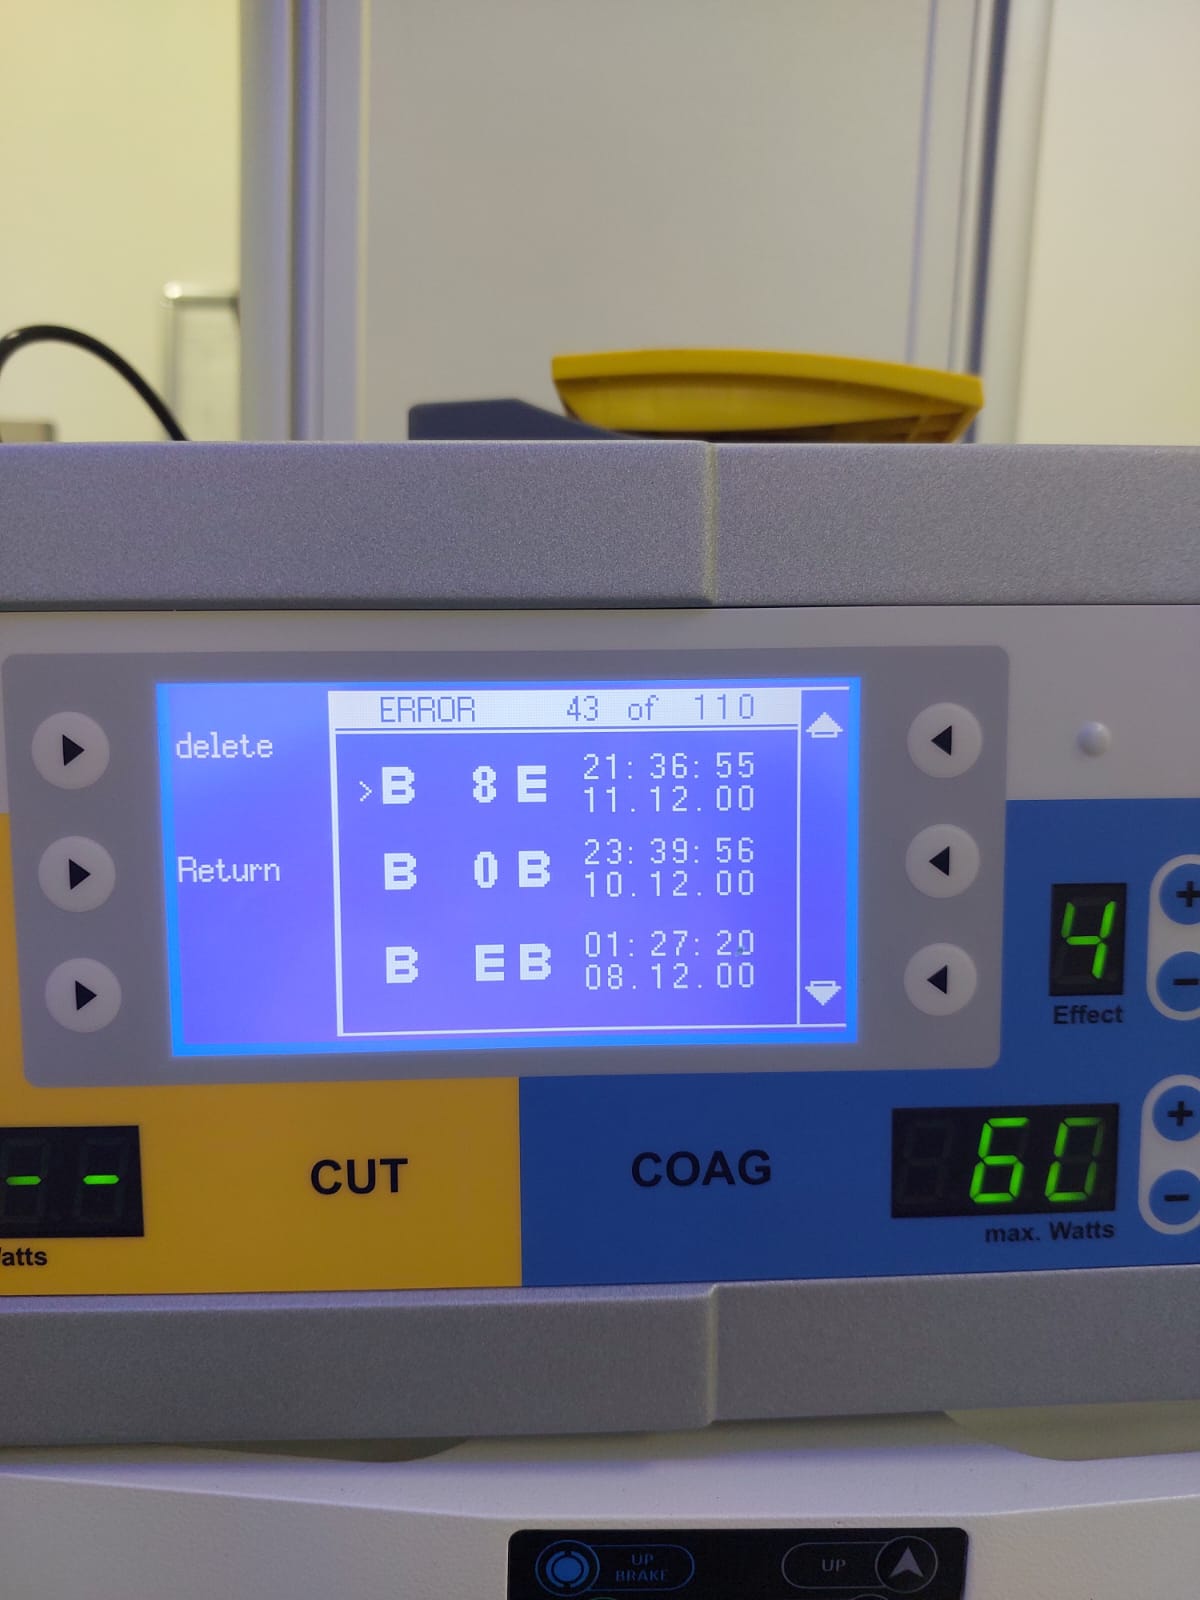 delete
Return
ERROR 43 of 110
>B 8E 21:36:55
11.12.00
B 0B 23:39:56
10.12.00
B EB 01:27:20
08.12.00
4
+
-
Effect
--
CUT
COAG
60
+
-
max. Watts
UP
BRAKE
UP